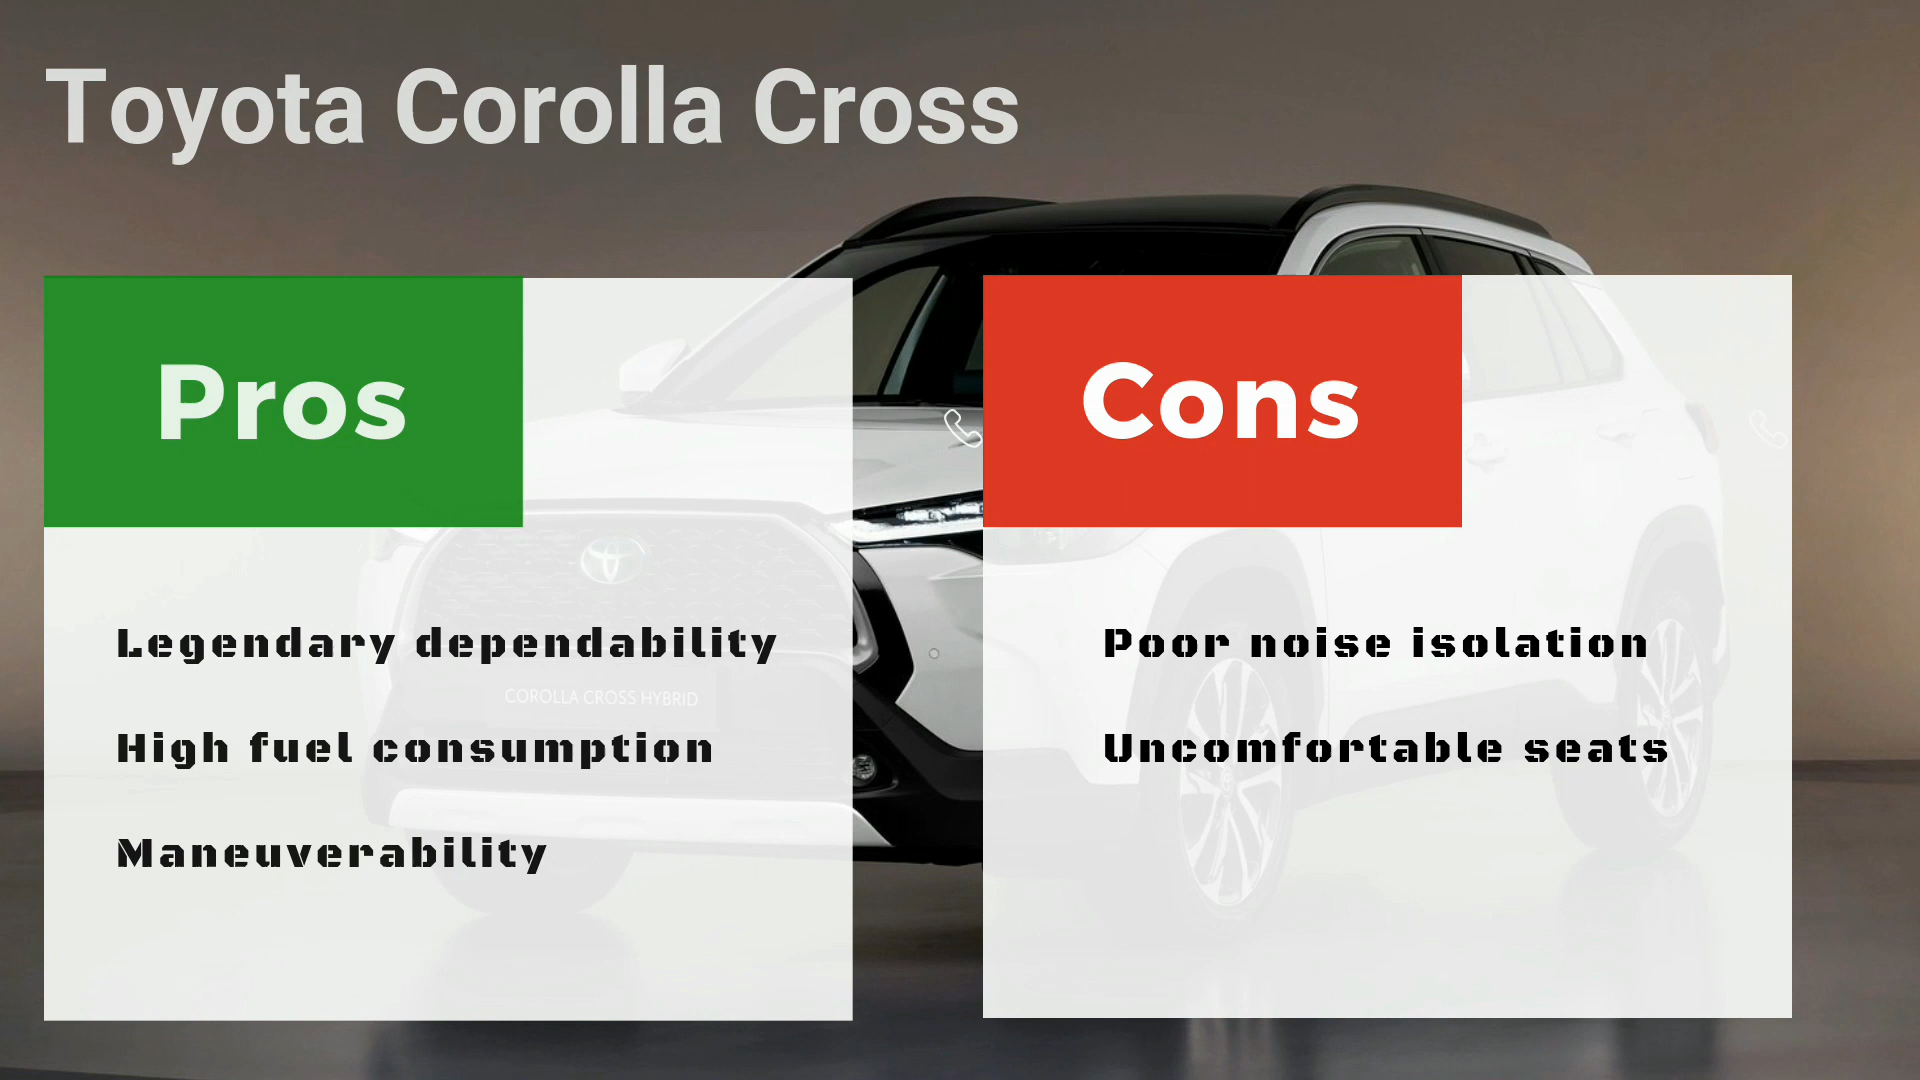 Toyota Corolla Cross
Pros
Legendary dependability
COROLLA CROSS HYBRID
High fuel consumption
Maneuverability
Cons
Poor noise isolation
Uncomfortable seats